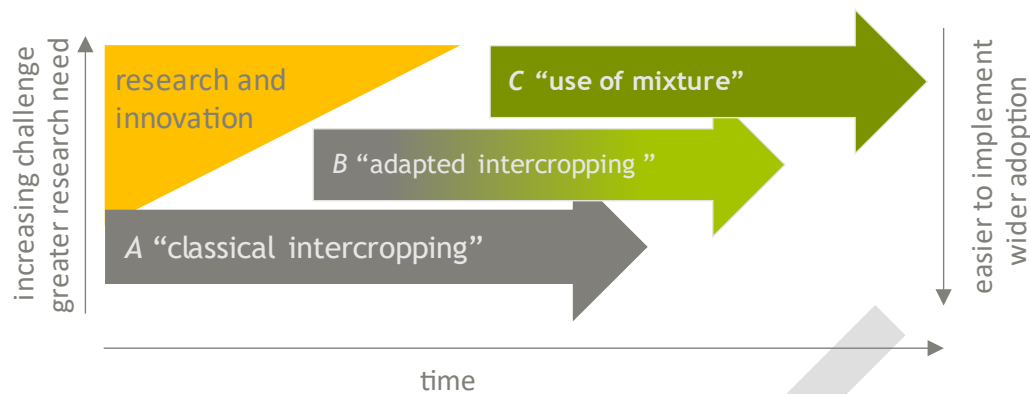 increasing challenge
greater research need
research and
innovation
C “use of mixture”
B “adapted intercropping ”
A “classical intercropping”
easier to implement
wider adoption
time